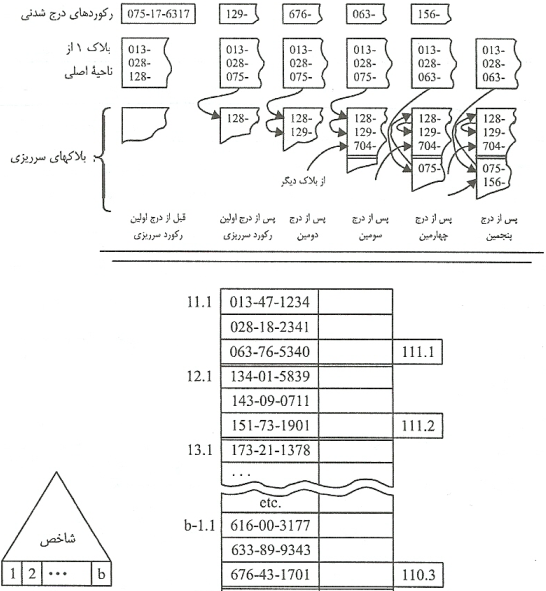 رکوردهای درج شدنی
075-17-6317 129- 676- 063- 156-
بلاک ۱ از
ناحیهٔ اصلی
013- 013- 013- 013- 013- 013-
028- 028- 028- 028- 028- 028-
128- 075- 075- 075- 063- 063-
بلاکهای سرریزی
128- 128- 128- 128- 128-
129- 129- 129- 129-
704- 704- 704-
075- 075-
156-
از بلاک دیگر
قبل از درج اولین
رکورد سرریزی
پس از درج اولین
رکورد سرریزی
پس از درج
دومین
پس از درج
سومین
پس از درج
چهارمین
پس از درج
پنجمین
11.1 013-47-1234
028-18-2341
063-76-5340 111.1
12.1 134-01-5839
143-09-0711
151-73-1901 111.2
13.1 173-21-1378
. . .
etc.
b-1.1 616-00-3177
633-89-9343
676-43-1701 110.3
شاخص
1 2 ••• b